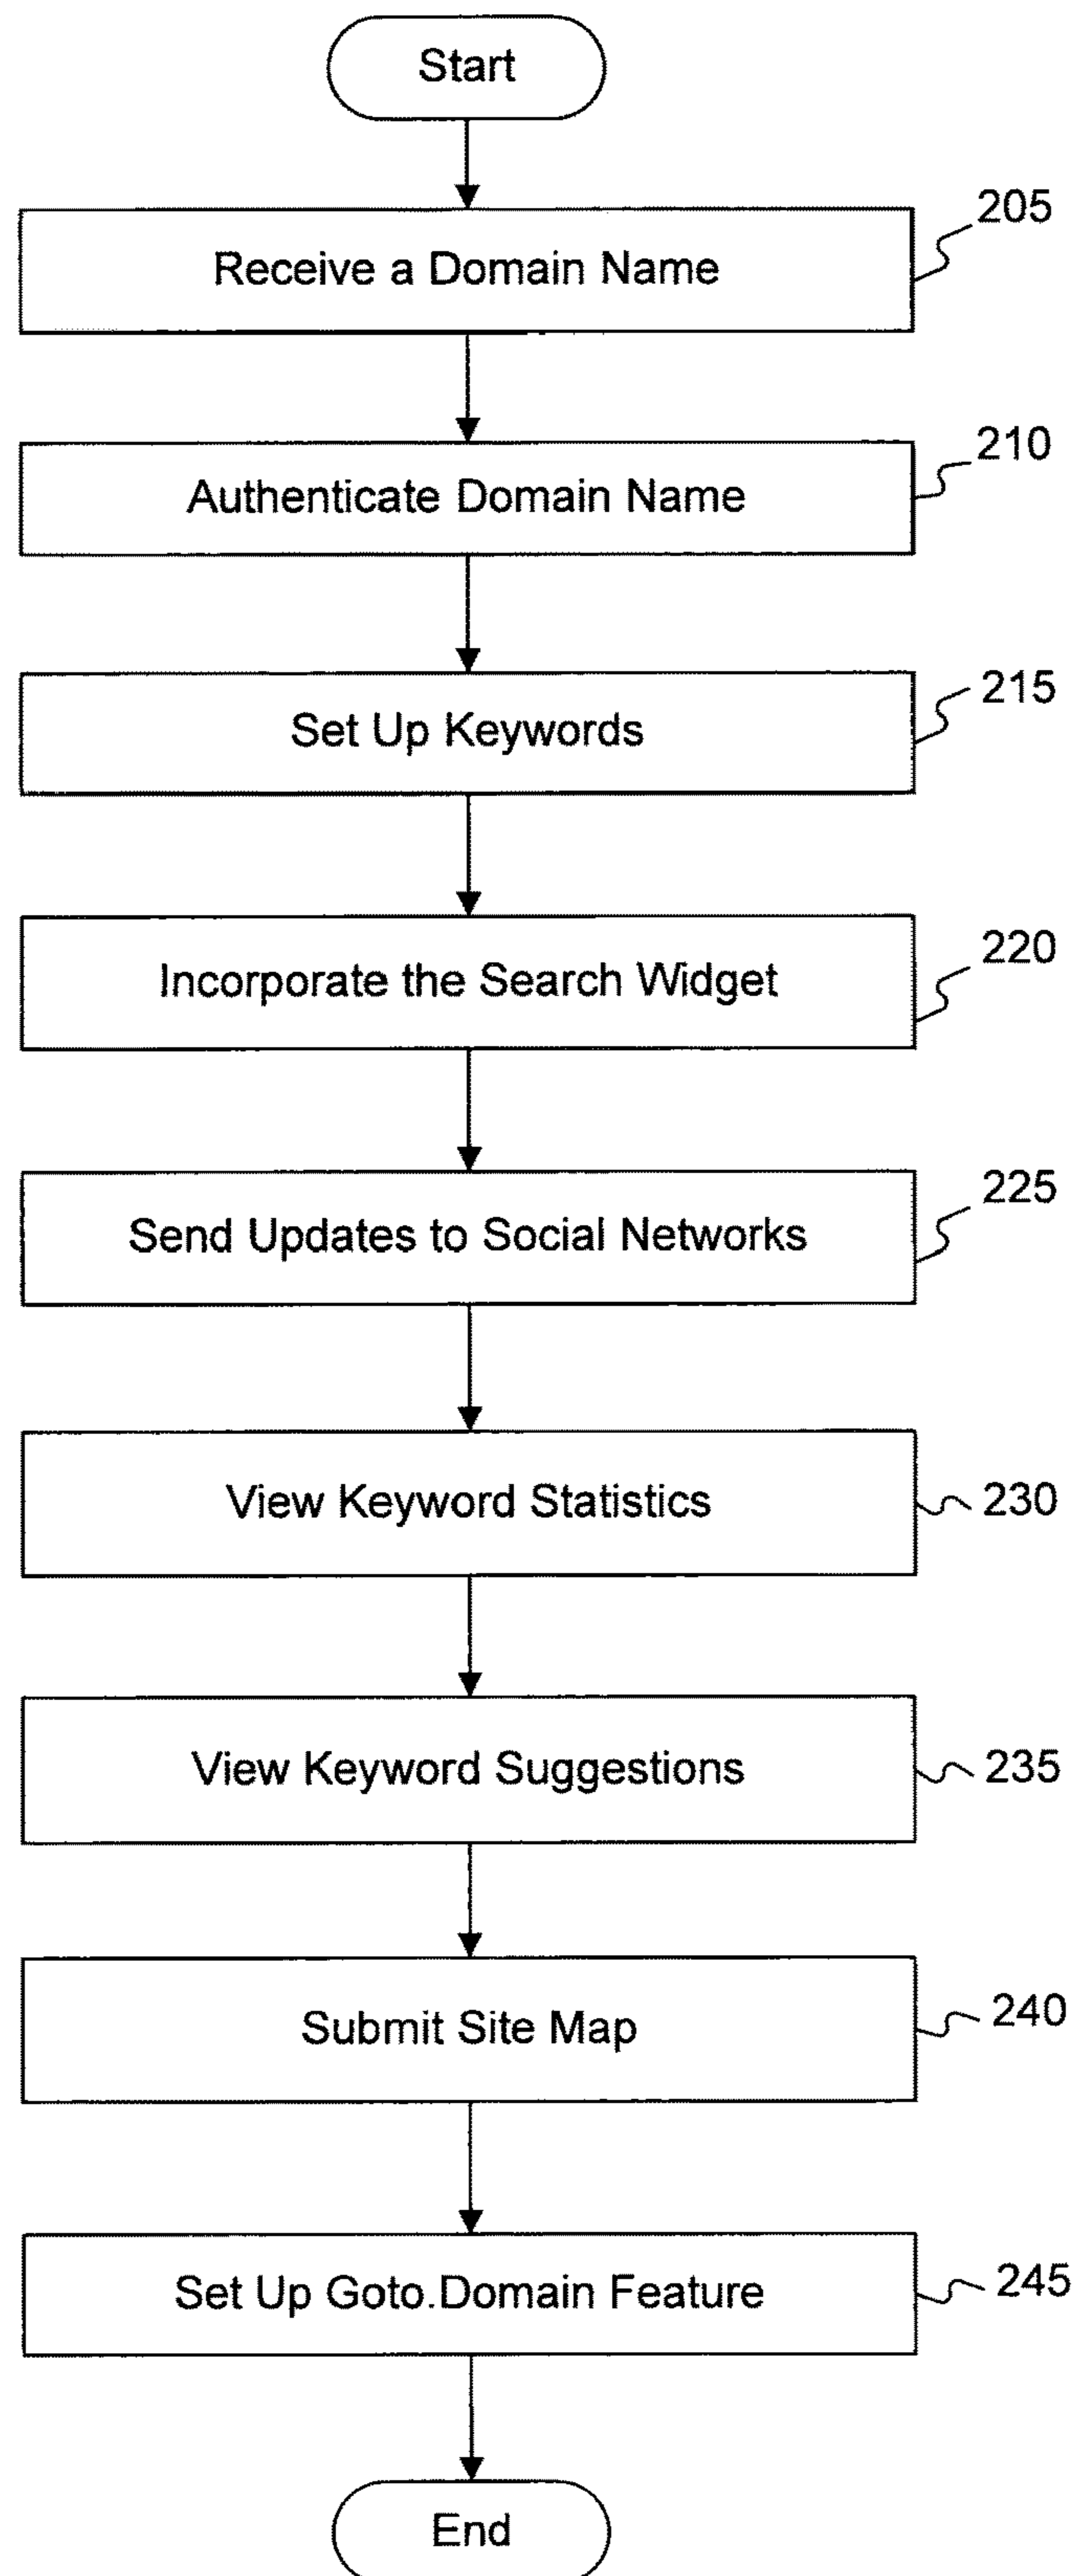 Start
205
Receive a Domain Name
210
Authenticate Domain Name
215
Set Up Keywords
220
Incorporate the Search Widget
225
Send Updates to Social Networks
View Keyword Statistics
230
View Keyword Suggestions
235
Submit Site Map
240
Set Up Goto.Domain Feature
245
End